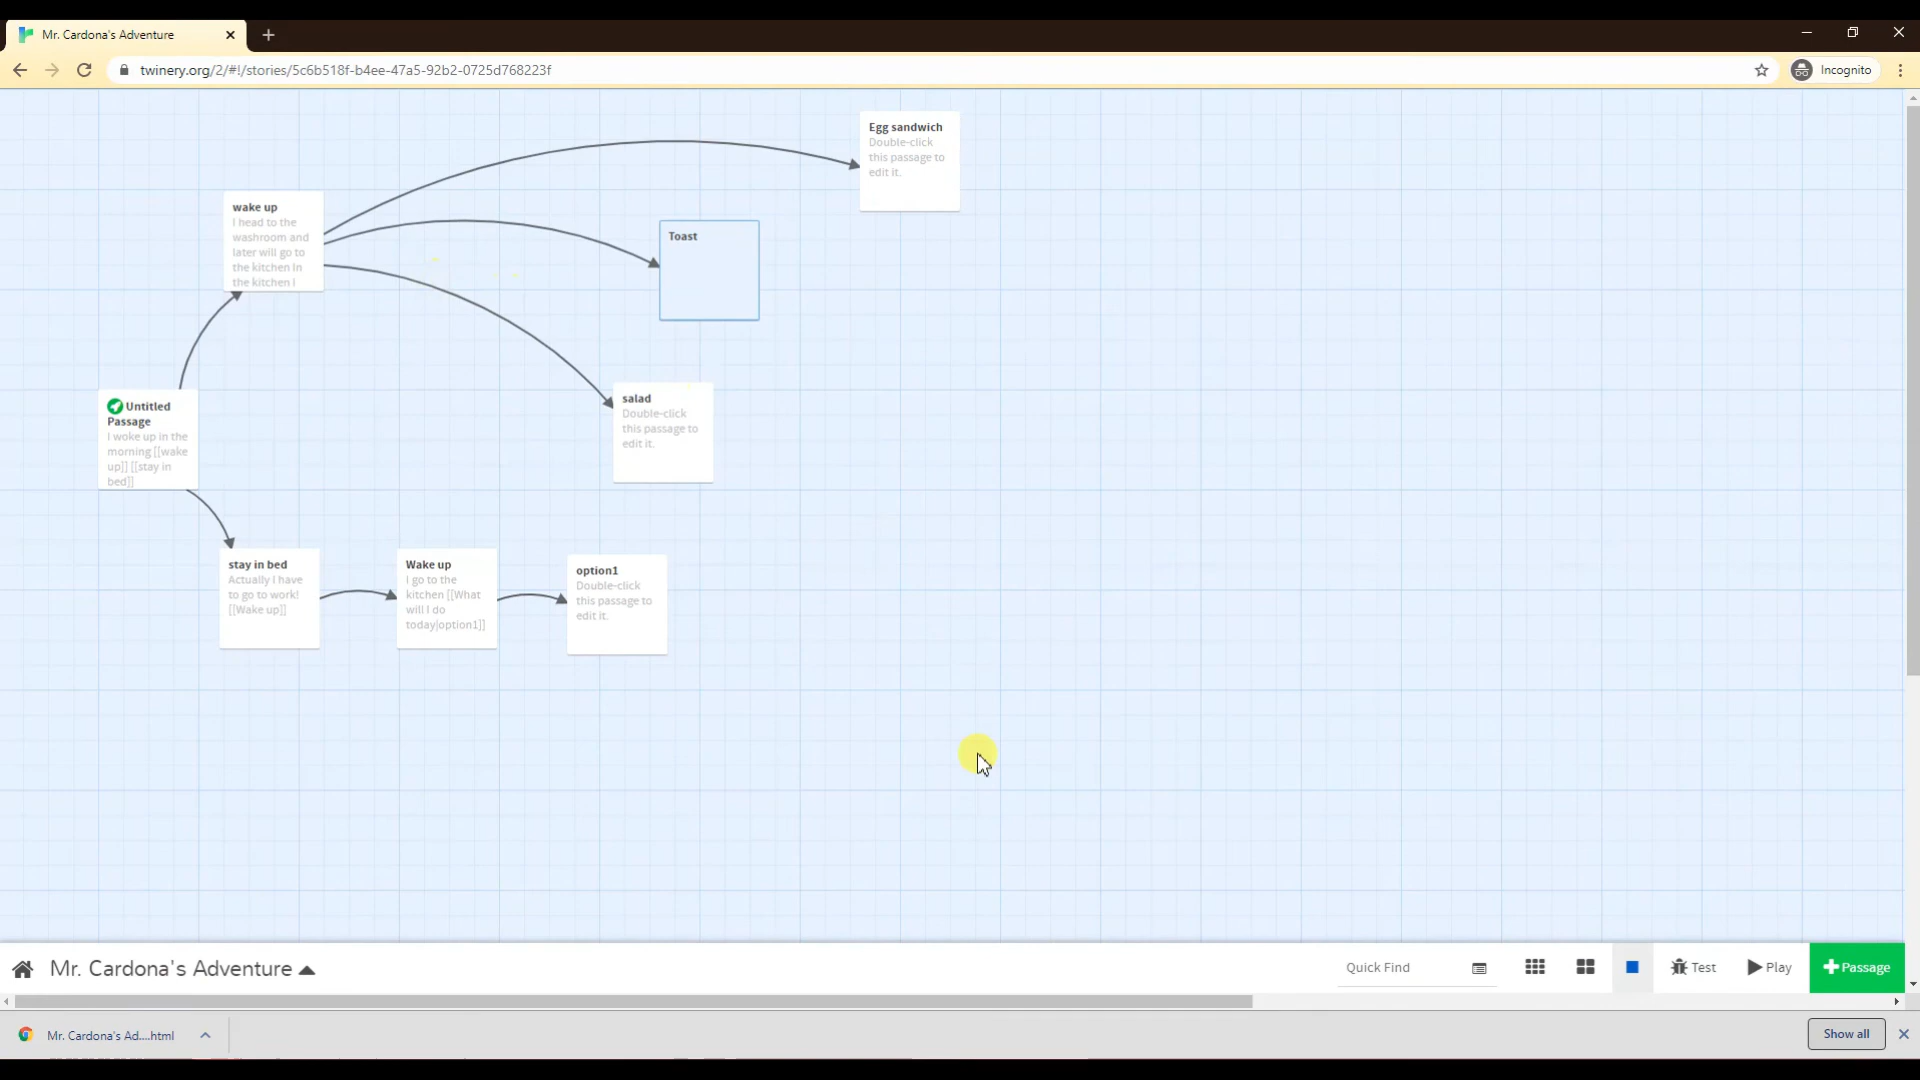 Mr. Cardona's Adventure
twinery.org/2/#!/stories/5c6b518f-b4ee-47a5-92b2-0725d768223f
Incognito
Egg sandwich
Double-click
this passage to
edit it.
wake up
I head to the
washroom and
later will go to
the kitchen In
the kitchen I
Toast
salad
Double-click
this passage to
edit it.
Untitled
Passage
I woke up in the
morning [[wake
up]] [[stay in
bed]]
stay in bed
Actually I have
to go to work!
[[Wake up]]
Wake up
I go to the
kitchen [[What
will I do
today|option1]]
option1
Double-click
this passage to
edit it.
Mr. Cardona's Adventure
Quick Find
Test
Play
Passage
Mr. Cardona's Ad....html
Show all